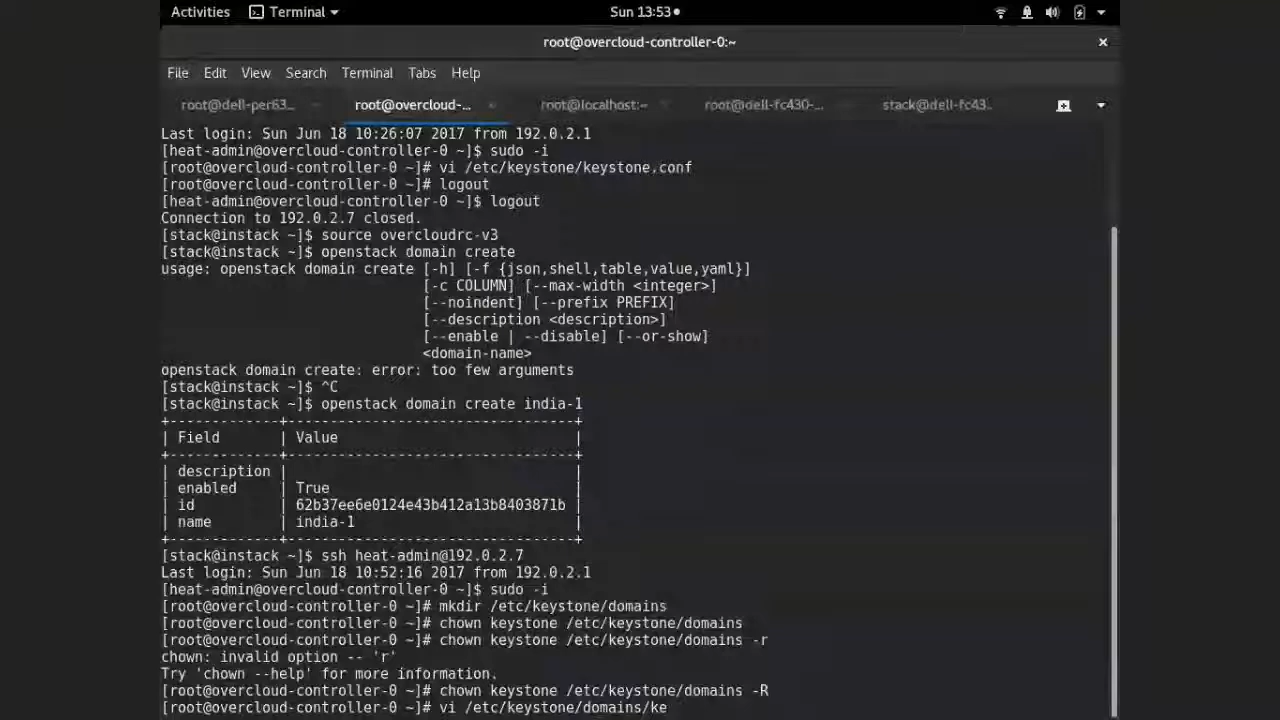 Activities Terminal Sun 13:53
root@overcloud-controller-0:~
File Edit View Search Terminal Tabs Help
root@dell-per63… root@overcloud-… root@localhost:~ root@dell-fc430-… stack@dell-fc43…
Last login: Sun Jun 18 10:26:07 2017 from 192.0.2.1
[heat-admin@overcloud-controller-0 ~]$ sudo -i
[root@overcloud-controller-0 ~]# vi /etc/keystone/keystone.conf
[root@overcloud-controller-0 ~]# logout
[heat-admin@overcloud-controller-0 ~]$ logout
Connection to 192.0.2.7 closed.
[stack@instack ~]$ source overcloudrc-v3
[stack@instack ~]$ openstack domain create
usage: openstack domain create [-h] [-f {json,shell,table,value,yaml}]
[-c COLUMN] [--max-width <integer>]
[--noindent] [--prefix PREFIX]
[--description <description>]
[--enable | --disable] [--or-show]
<domain-name>
openstack domain create: error: too few arguments
[stack@instack ~]$ ^C
[stack@instack ~]$ openstack domain create india-1
+-------------+----------------------------------+
| Field       | Value                            |
+-------------+----------------------------------+
| description |                                  |
| enabled     | True                             |
| id          | 62b37ee6e0124e43b412a13b8403871b |
| name        | india-1                          |
+-------------+----------------------------------+
[stack@instack ~]$ ssh heat-admin@192.0.2.7
Last login: Sun Jun 18 10:52:16 2017 from 192.0.2.1
[heat-admin@overcloud-controller-0 ~]$ sudo -i
[root@overcloud-controller-0 ~]# mkdir /etc/keystone/domains
[root@overcloud-controller-0 ~]# chown keystone /etc/keystone/domains
[root@overcloud-controller-0 ~]# chown keystone /etc/keystone/domains -r
chown: invalid option -- 'r'
Try 'chown --help' for more information.
[root@overcloud-controller-0 ~]# chown keystone /etc/keystone/domains -R
[root@overcloud-controller-0 ~]# vi /etc/keystone/domains/ke